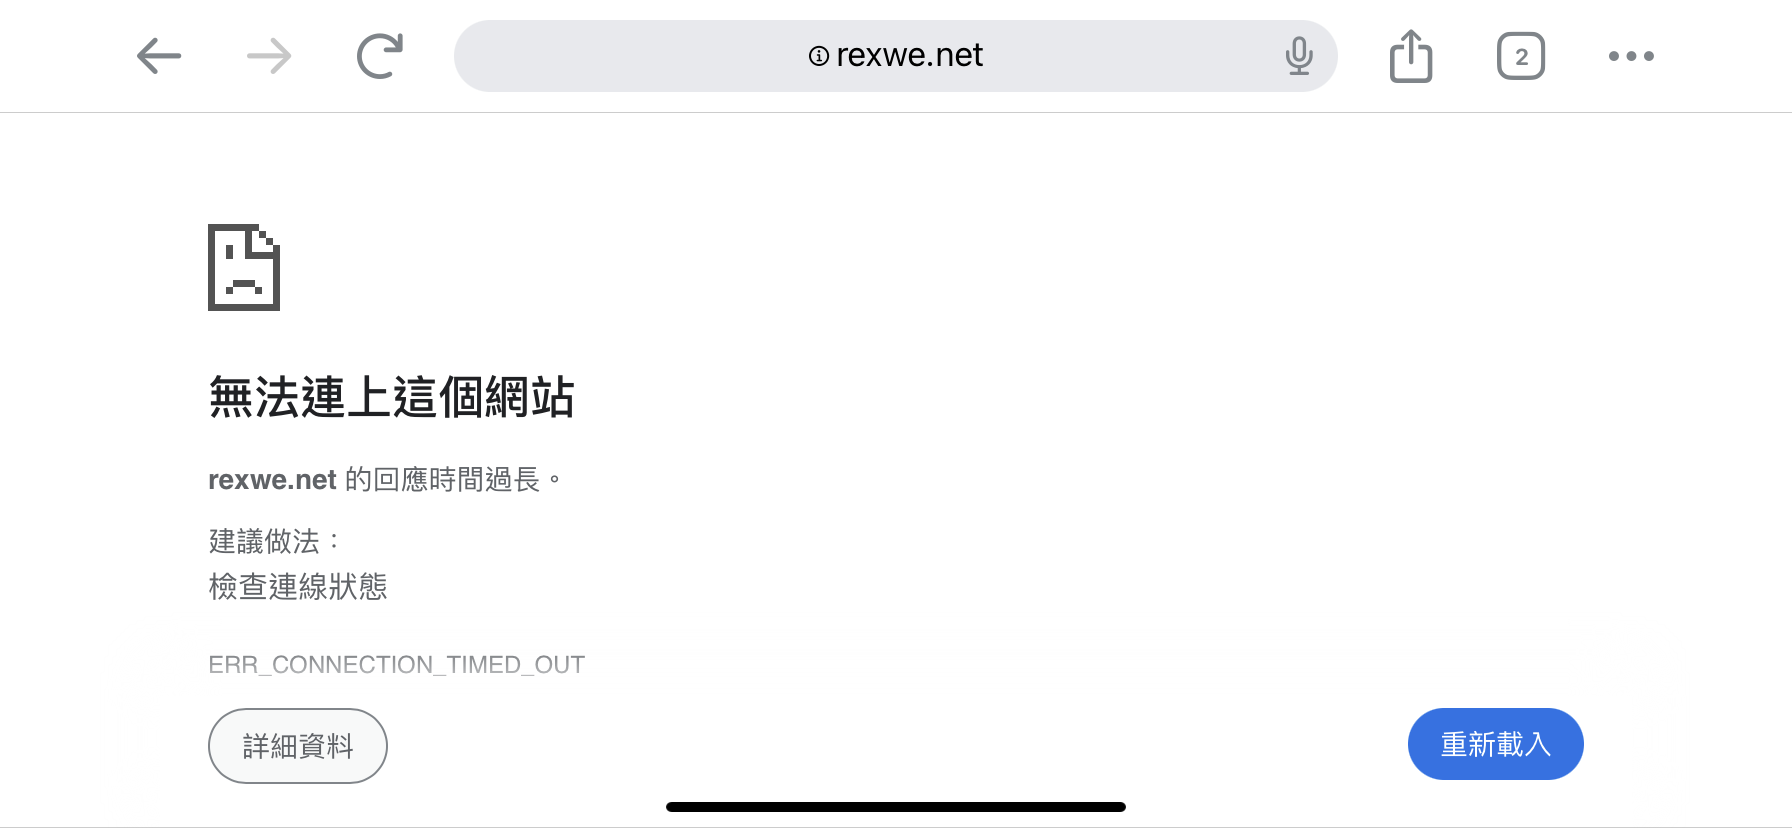 rexwe.net
2
無法連上這個網站
rexwe.net 的回應時間過長。
建議做法：
檢查連線狀態
ERR_CONNECTION_TIMED_OUT
詳細資料
重新載入